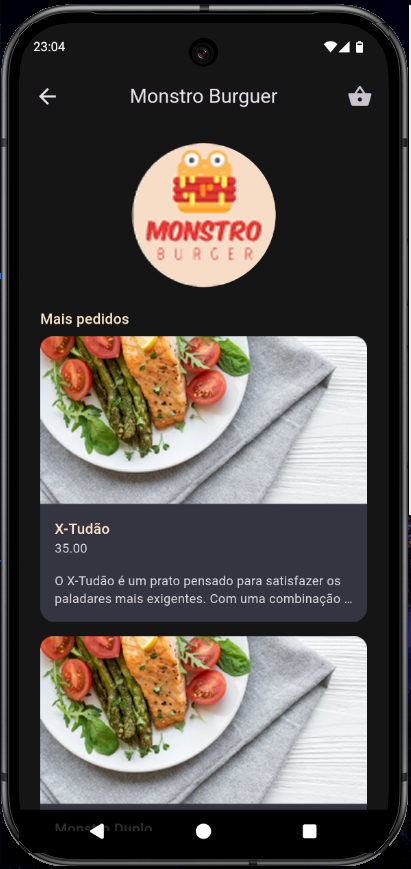 23:04
Monstro Burguer
MONSTRO
BURGER
Mais pedidos
X-Tudão
35.00
O X-Tudão é um prato pensado para satisfazer os
paladares mais exigentes. Com uma combinação ...
Monstro Duplo